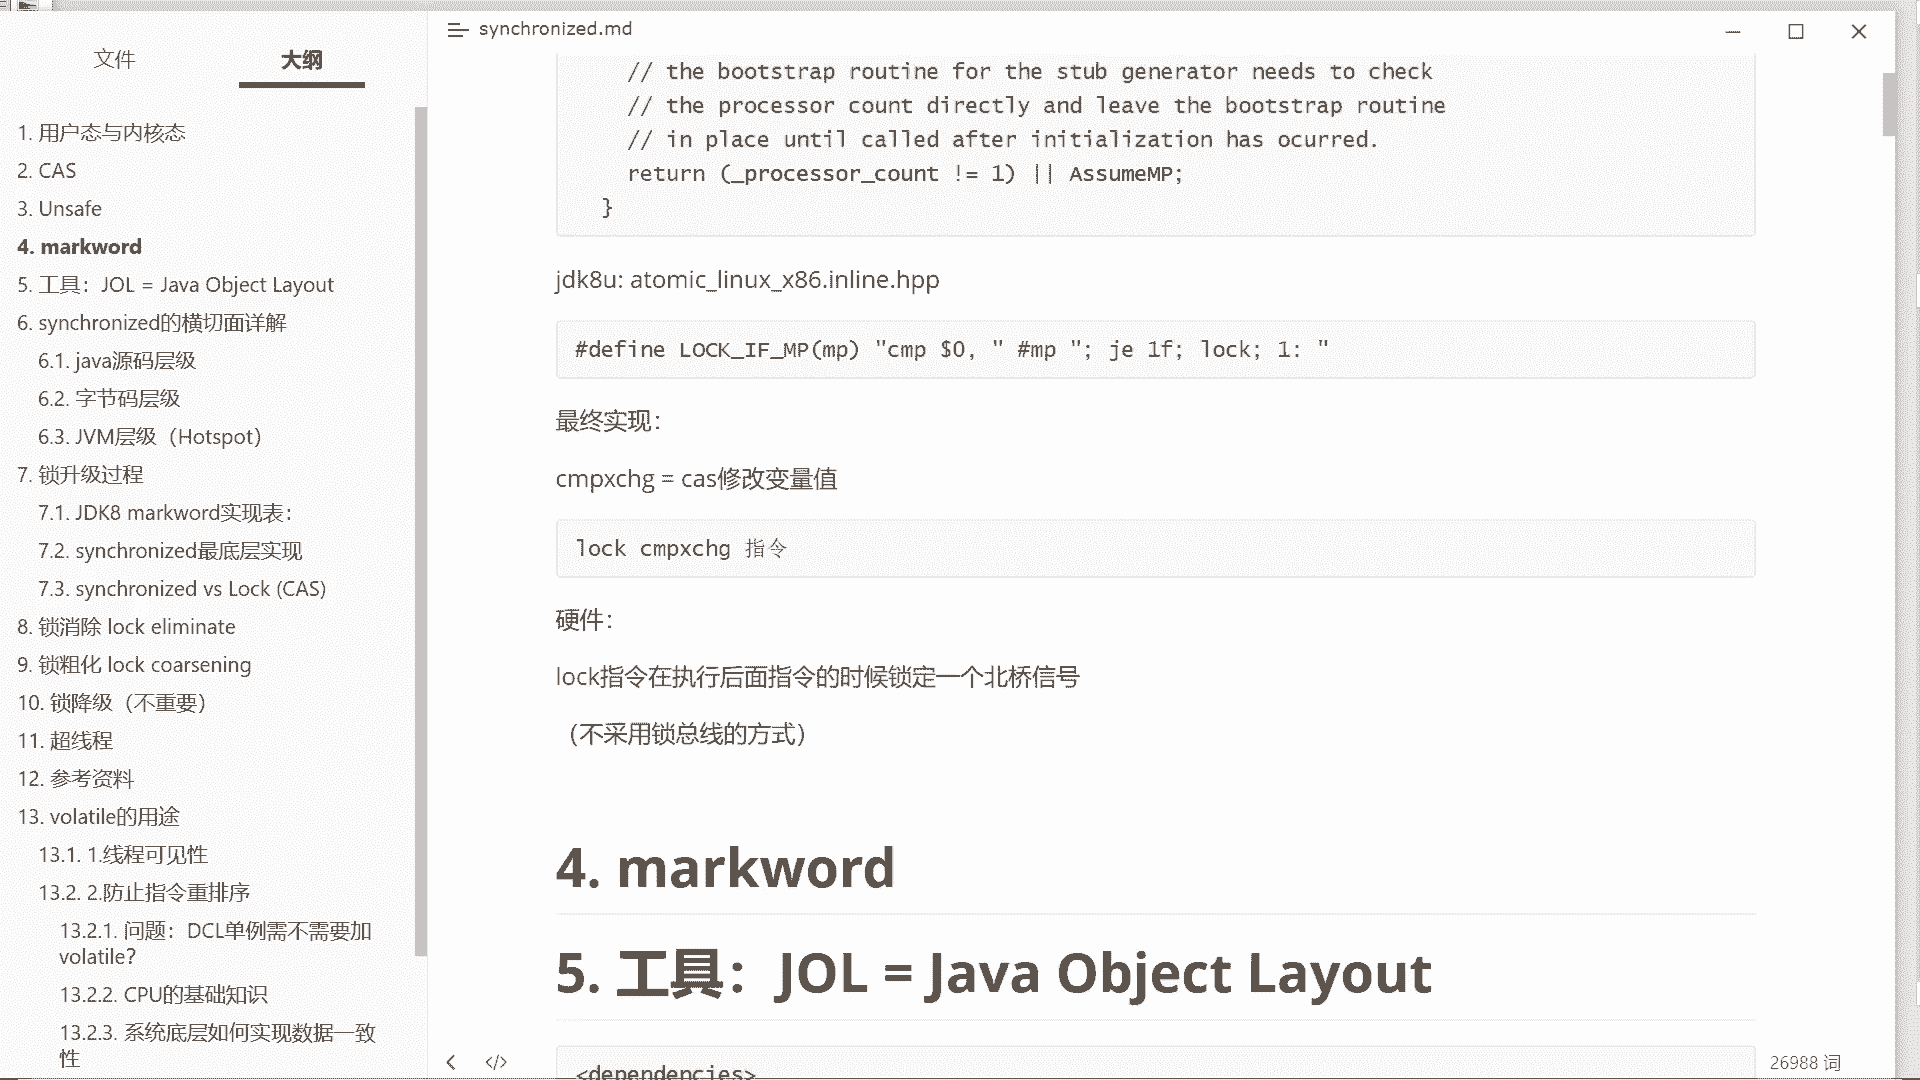 文件
大纲
1. 用户态与内核态
2. CAS
3. Unsafe
4. markword
5. 工具：JOL = Java Object Layout
6. synchronized的横切面详解
6.1. java源码层级
6.2. 字节码层级
6.3. JVM层级（Hotspot）
7. 锁升级过程
7.1. JDK8 markword实现表：
7.2. synchronized最底层实现
7.3. synchronized vs Lock (CAS)
8. 锁消除 lock eliminate
9. 锁粗化 lock coarsening
10. 锁降级（不重要）
11. 超线程
12. 参考资料
13. volatile的用途
13.1. 1.线程可见性
13.2. 2.防止指令重排序
13.2.1. 问题：DCL单例需不需要加
volatile?
13.2.2. CPU的基础知识
13.2.3. 系统底层如何实现数据一致
性
synchronized.md
// the bootstrap routine for the stub generator needs to check
// the processor count directly and leave the bootstrap routine
// in place until called after initialization has ocurred.
return (_processor_count != 1) || AssumeMP;
}
jdk8u: atomic_linux_x86.inline.hpp
#define LOCK_IF_MP(mp) "cmp $0, " #mp "; je 1f; lock; 1: "
最终实现：
cmpxchg = cas修改变量值
lock cmpxchg 指令
硬件：
lock指令在执行后面指令的时候锁定一个北桥信号
（不采用锁总线的方式）
4. markword
5. 工具：JOL = Java Object Layout
<dependencies>
26988 词